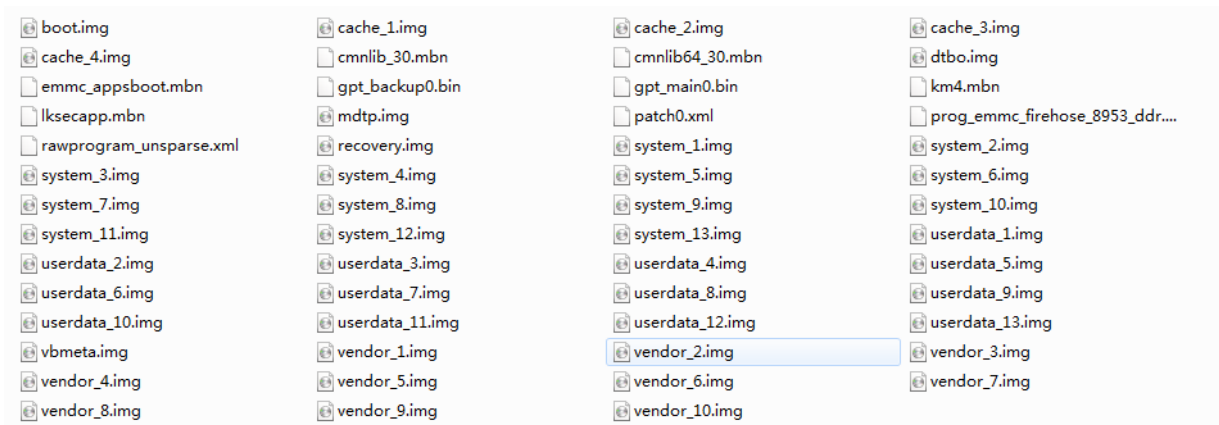 boot.img cache_1.img cache_2.img cache_3.img
cache_4.img cmnlib_30.mbn cmnlib64_30.mbn dtbo.img
emmc_appsboot.mbn gpt_backup0.bin gpt_main0.bin km4.mbn
lksecapp.mbn mdtp.img patch0.xml prog_emmc_firehose_8953_ddr....
rawprogram_unsparse.xml recovery.img system_1.img system_2.img
system_3.img system_4.img system_5.img system_6.img
system_7.img system_8.img system_9.img system_10.img
system_11.img system_12.img system_13.img userdata_1.img
userdata_2.img userdata_3.img userdata_4.img userdata_5.img
userdata_6.img userdata_7.img userdata_8.img userdata_9.img
userdata_10.img userdata_11.img userdata_12.img userdata_13.img
vbmeta.img vendor_1.img vendor_2.img vendor_3.img
vendor_4.img vendor_5.img vendor_6.img vendor_7.img
vendor_8.img vendor_9.img vendor_10.img